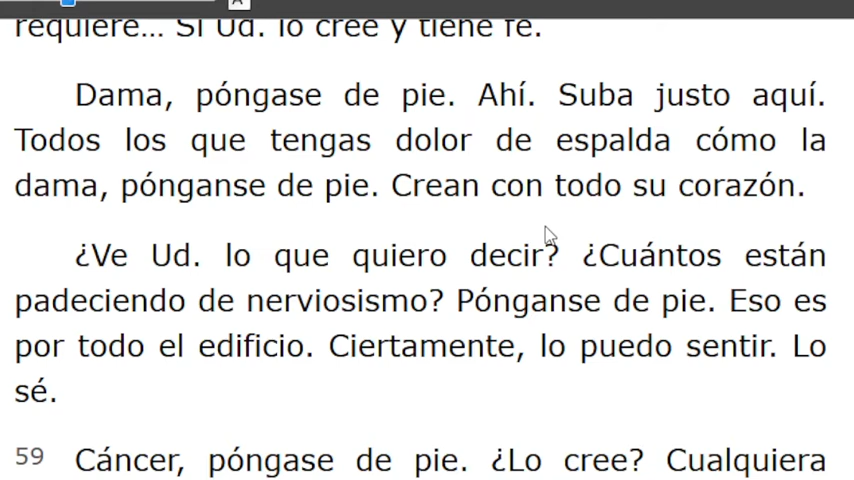 requiere... Si Ud. lo cree y tiene fe.
Dama, póngase de pie. Ahí. Suba justo aquí.
Todos los que tengas dolor de espalda cómo la
dama, pónganse de pie. Crean con todo su corazón.
¿Ve Ud. lo que quiero decir? ¿Cuántos están
padeciendo de nerviosismo? Pónganse de pie. Eso es
por todo el edificio. Ciertamente, lo puedo sentir. Lo
sé.
59 Cáncer, póngase de pie. ¿Lo cree? Cualquiera